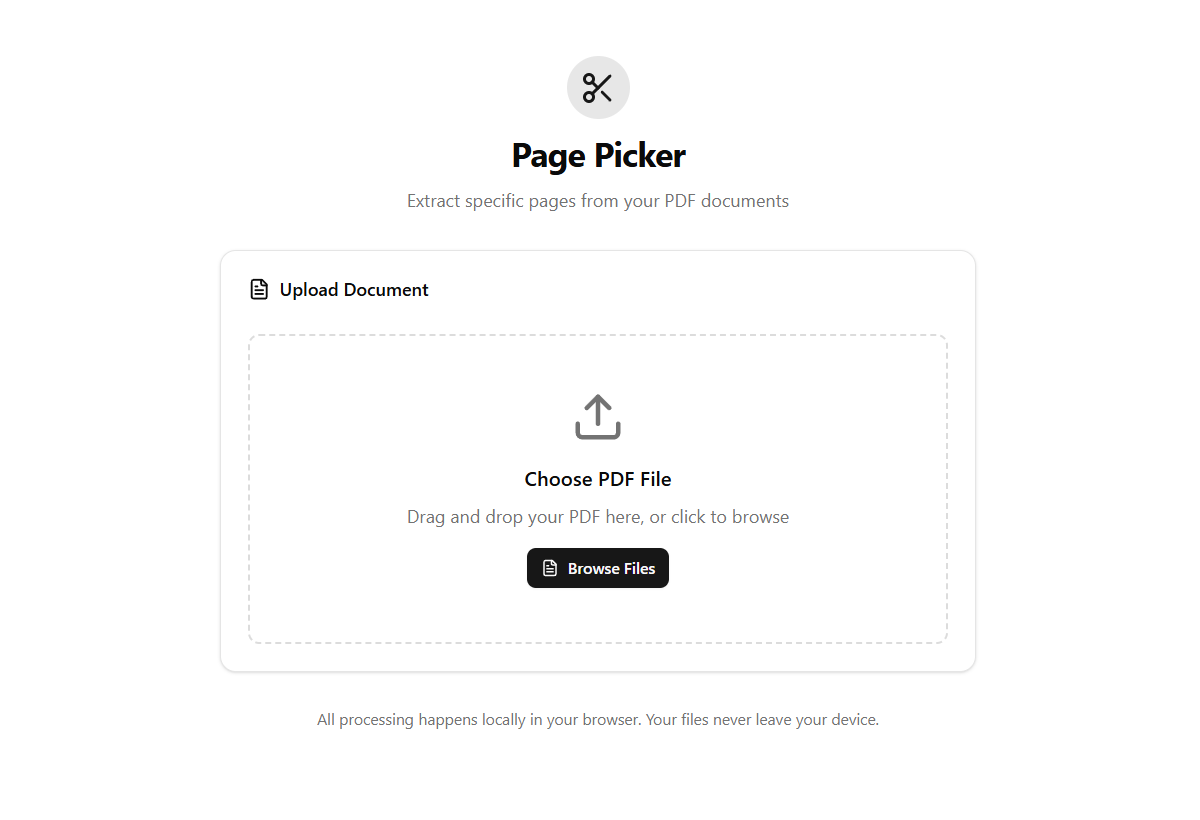 Page Picker
Extract specific pages from your PDF documents
Upload Document
Choose PDF File
Drag and drop your PDF here, or click to browse
Browse Files
All processing happens locally in your browser. Your files never leave your device.